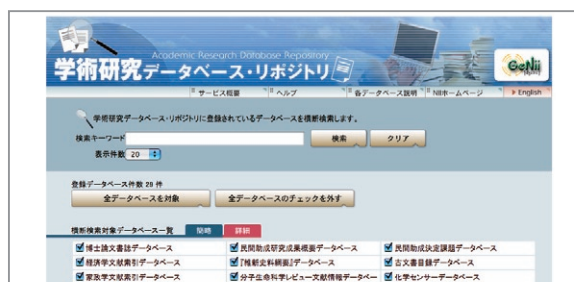 Academic Research Database Repository
学術研究データベース・リポジトリ
GeNii
サービス概要 ヘルプ 各データベース説明 NIIホームページ English
学術研究データベース・リポジトリに登録されているデータベースを横断検索します。
検索キーワード 検索 クリア
表示件数 20
登録データベース件数 29 件
全データベースを対象 全データベースのチェックを外す
横断検索対象データベース一覧 簡略 詳細
博士論文書誌データベース 民間助成研究成果概要データベース 民間助成決定課題データベース
経済学文献索引データベース 『維新史料綱要』データベース 古文書目録データベース
家政学文献索引データベース 分子生命科学レビュー文献情報データベー 化学センサーデータベース